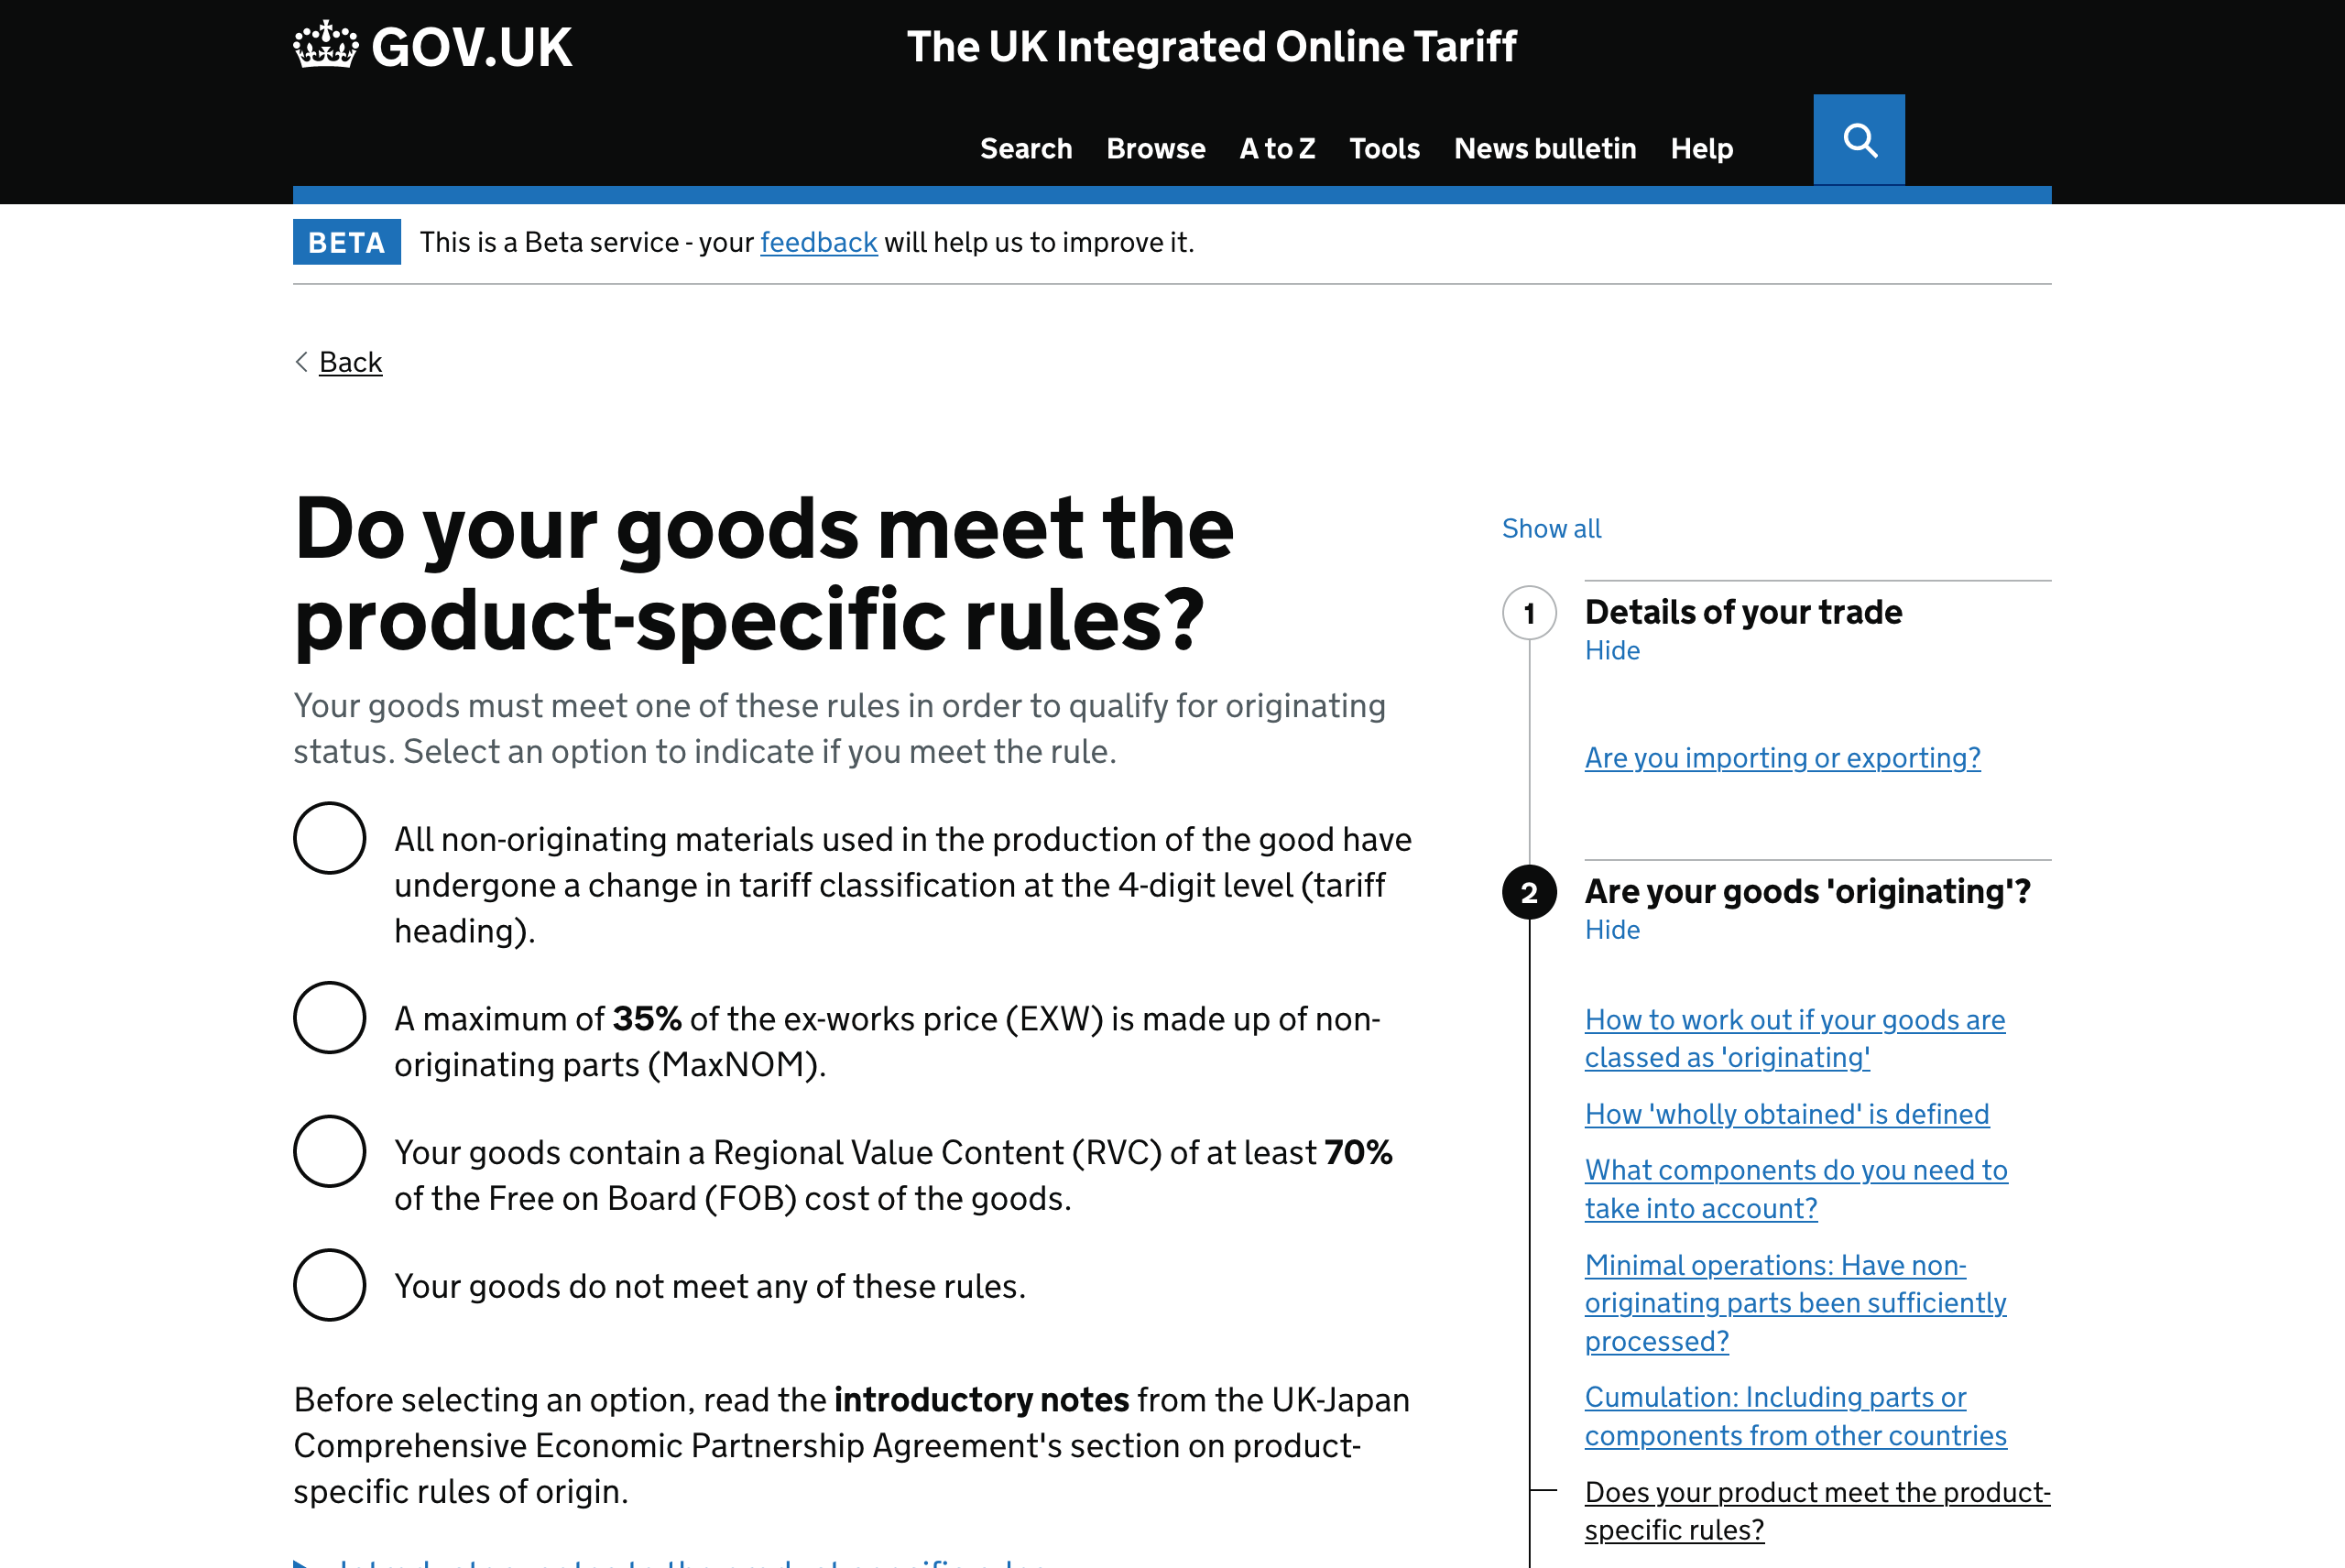 GOV.UK
The UK Integrated Online Tariff
Search Browse A to Z Tools News bulletin Help
BETA This is a Beta service - your feedback will help us to improve it.
Back
Do your goods meet the
product-specific rules?
Your goods must meet one of these rules in order to qualify for originating
status. Select an option to indicate if you meet the rule.
All non-originating materials used in the production of the good have
undergone a change in tariff classification at the 4-digit level (tariff
heading).
A maximum of 35% of the ex-works price (EXW) is made up of non-
originating parts (MaxNOM).
Your goods contain a Regional Value Content (RVC) of at least 70%
of the Free on Board (FOB) cost of the goods.
Your goods do not meet any of these rules.
Before selecting an option, read the introductory notes from the UK-Japan
Comprehensive Economic Partnership Agreement's section on product-
specific rules of origin.
Show all
1 Details of your trade
Hide
Are you importing or exporting?
2 Are your goods 'originating'?
Hide
How to work out if your goods are
classed as 'originating'
How 'wholly obtained' is defined
What components do you need to
take into account?
Minimal operations: Have non-
originating parts been sufficiently
processed?
Cumulation: Including parts or
components from other countries
Does your product meet the product-
specific rules?